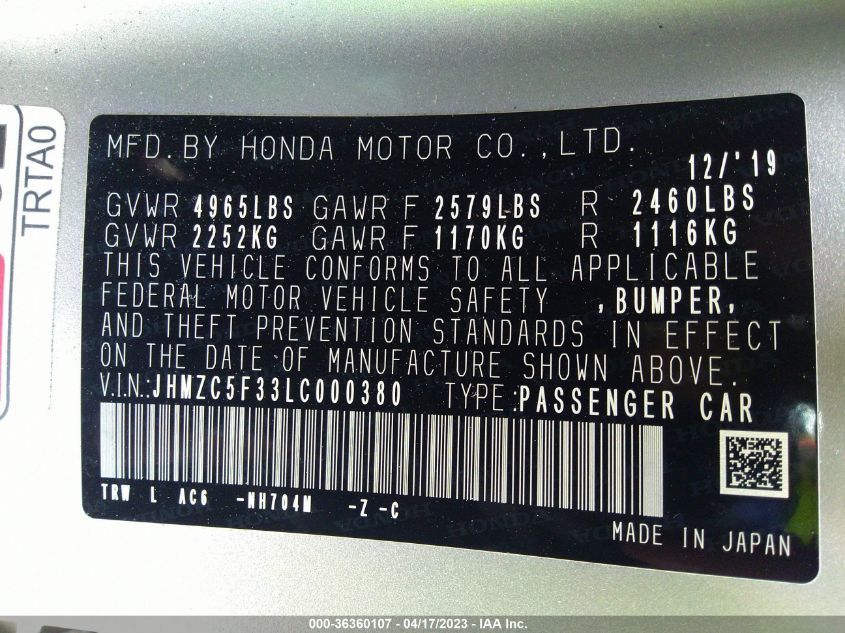 MFD. BY HONDA MOTOR CO., LTD. 12/'19
GVWR 4965LBS GAWR F 2579LBS R 2460LBS
GVWR 2252KG GAWR F 1170KG R 1116KG
THIS VEHICLE CONFORMS TO ALL APPLICABLE
FEDERAL MOTOR VEHICLE SAFETY , BUMPER,
AND THEFT PREVENTION STANDARDS IN EFFECT
ON THE DATE OF MANUFACTURE SHOWN ABOVE.
V.I.N.: JHMZC5F33LC000380 TYPE: PASSENGER CAR
TRW L AC6 -NH704M -Z -C
MADE IN JAPAN
TRTA0
000-36360107 / 04/17/2023 - IAA Inc.